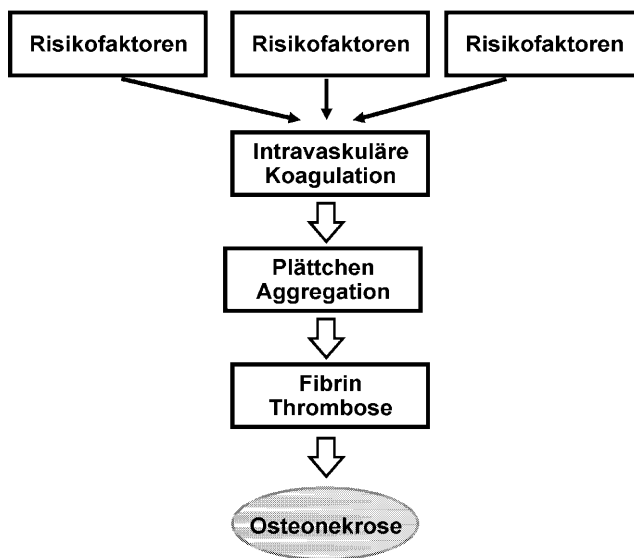 Risikofaktoren
Risikofaktoren
Risikofaktoren
Intravaskuläre
Koagulation
Plättchen
Aggregation
Fibrin
Thrombose
Osteonekrose